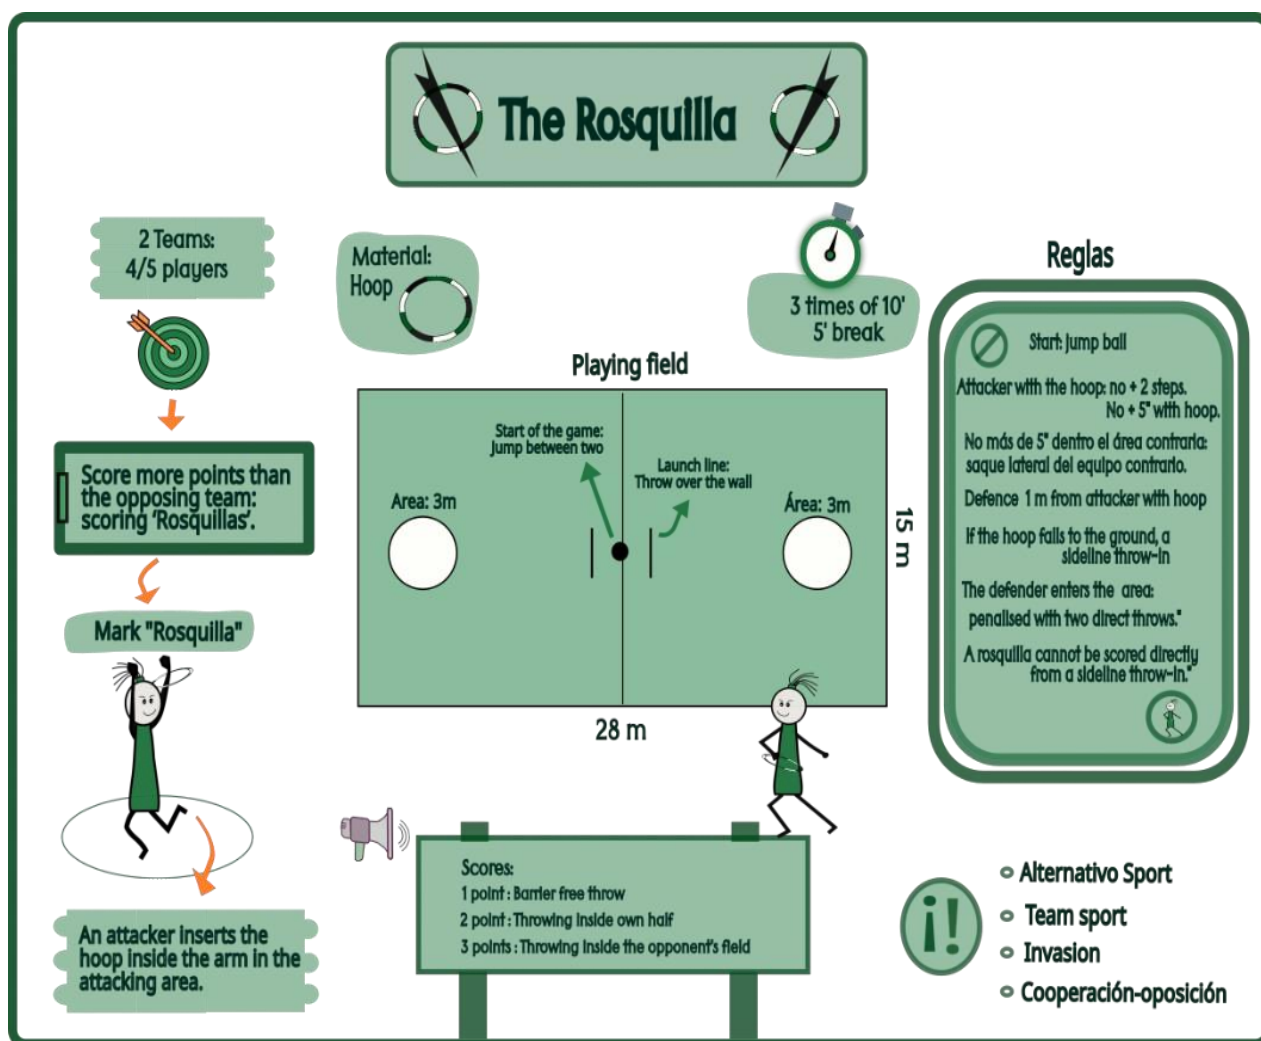 The Rosquilla
2 Teams:
4/5 players
Material:
Hoop
3 times of 10'
5' break
Score more points than
the opposing team:
scoring ‘Rosquillas’.
Mark "Rosquilla"
An attacker inserts the
hoop inside the arm in the
attacking area.
Playing field
Start of the game:
Jump between two
Launch line:
Throw over the wall
Area: 3m
Área: 3m
15 m
28 m
Reglas
Start: jump ball
Attacker with the hoop: no + 2 steps.
No + 5" with hoop.
No más de 5" dentro el área contraria:
saque lateral del equipo contrario.
Defence 1 m from attacker with hoop
If the hoop falls to the ground, a
sideline throw-in
The defender enters the area:
penalised with two direct throws."
A rosquilla cannot be scored directly
from a sideline throw-in."
Scores:
1 point : Barrier free throw
2 point : Throwing inside own half
3 points : Throwing inside the opponent's field
¡!
Alternativo Sport
Team sport
Invasion
Cooperación-oposición